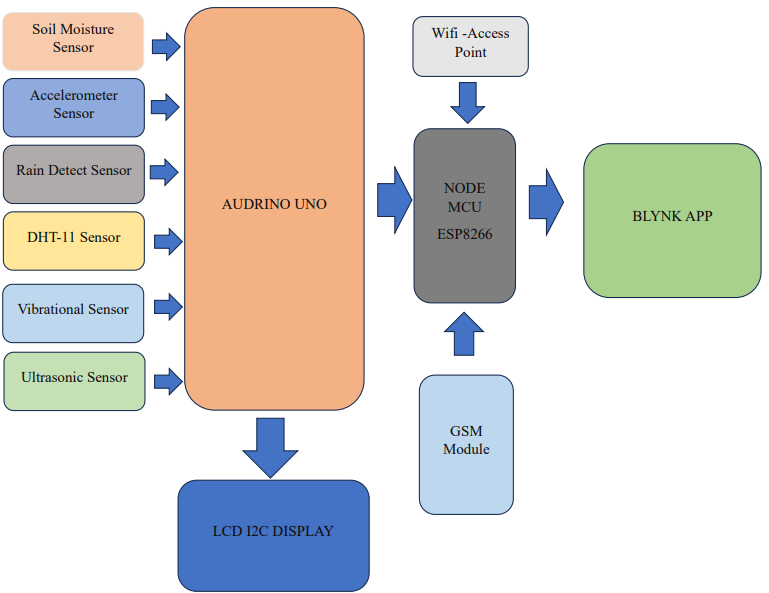 Soil Moisture
Sensor
Accelerometer
Sensor
Rain Detect Sensor
DHT-11 Sensor
Vibrational Sensor
Ultrasonic Sensor
AUDRINO UNO
LCD I2C DISPLAY
Wifi -Access
Point
NODE
MCU
ESP8266
GSM
Module
BLYNK APP